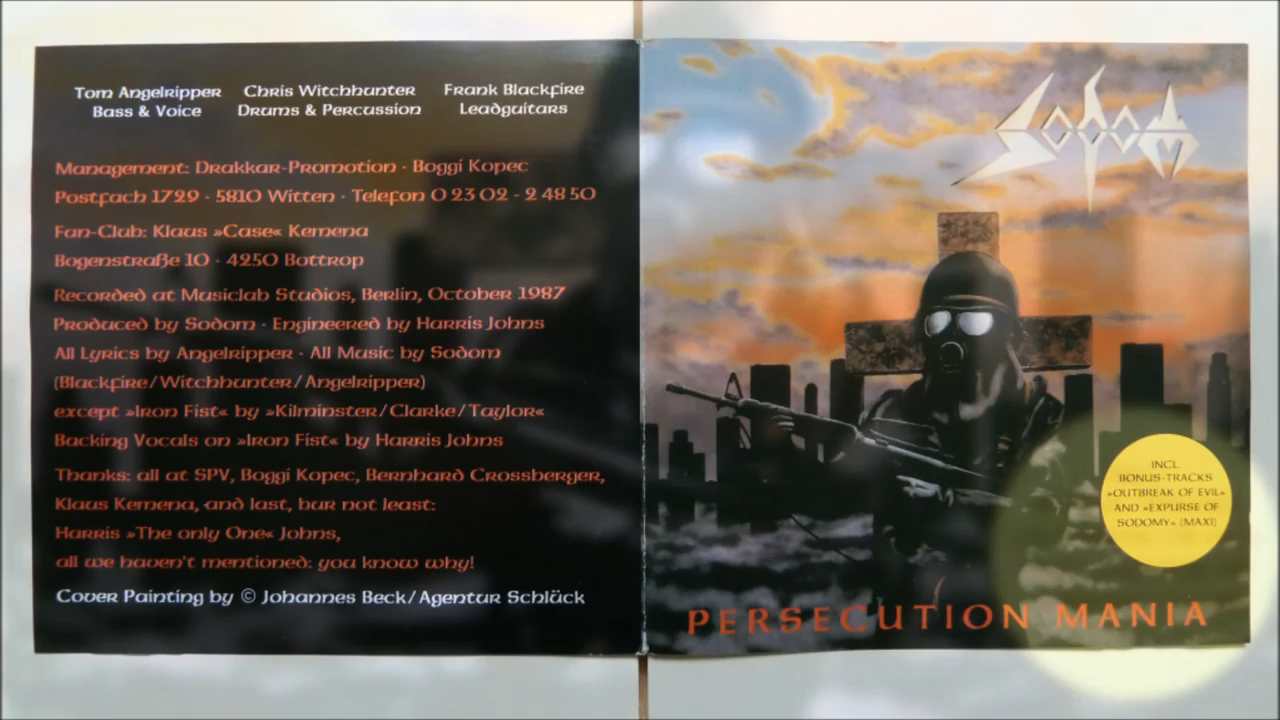 Tom Angelripper
Bass & Voice
Chris Witchhunter
Drums & Percussion
Frank Blackfire
Leadguitars
Management: Drakkar-Promotion · Boggi Kopec
Postfach 1729 · 5810 Witten · Telefon 0 23 02 - 2 48 50
Fan-Club: Klaus »Case« Kemena
Bogenstraße 10 · 4250 Bottrop
Recorded at Musiclab Studios, Berlin, October 1987
Produced by Sodom · Engineered by Harris Johns
All Lyrics by Angelripper · All Music by Sodom
(Blackfire/Witchhunter/Angelripper)
except »Iron Fist« by »Kilminster/Clarke/Taylor«
Backing Vocals on »Iron Fist« by Harris Johns
Thanks: all at SPV, Boggi Kopec, Bernhard Crossberger,
Klaus Kemena, and last, bur not least:
Harris »The only One« Johns,
all we haven't mentioned: you know why!
Cover Painting by © Johannes Beck/Agentur Schlück
Sodom
INCL.
BONUS-TRACKS
»OUTBREAK OF EVIL«
AND »EXPURSE OF
SODOMY« (MAXI)
PERSECUTION MANIA